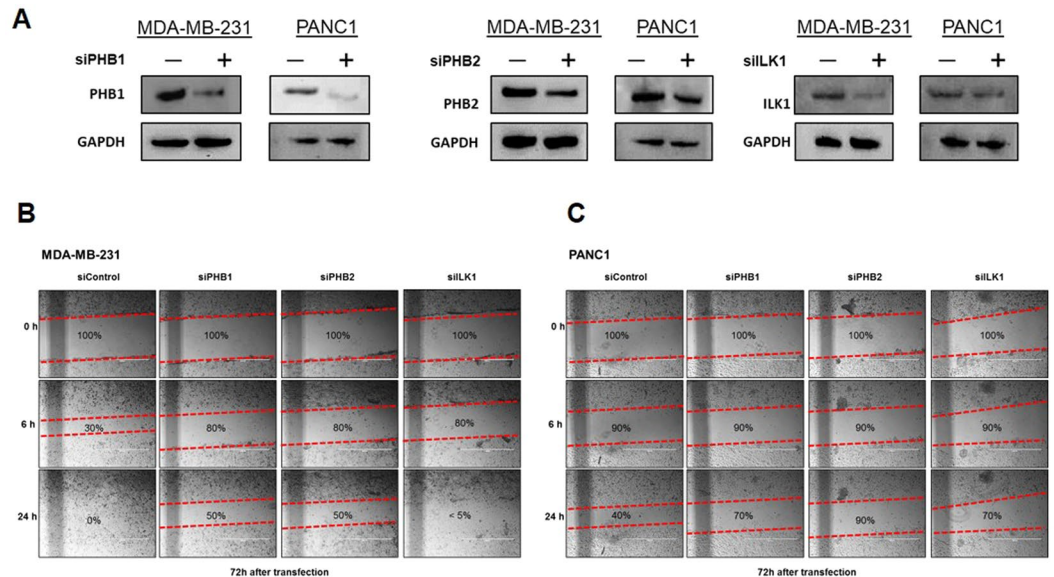 A
MDA-MB-231 PANC1 MDA-MB-231 PANC1 MDA-MB-231 PANC1
siPHB1 — + — + siPHB2 — + — + siILK1 — + — +
PHB1 PHB2 ILK1
GAPDH GAPDH GAPDH
B
MDA-MB-231
siControl siPHB1 siPHB2 siILK1
0 h 100% 100% 100% 100%
6 h 30% 80% 80% 80%
24 h 0% 50% 50% < 5%
72h after transfection
C
PANC1
siControl siPHB1 siPHB2 siILK1
0 h 100% 100% 100% 100%
6 h 90% 90% 90% 90%
24 h 40% 70% 90% 70%
72h after transfection